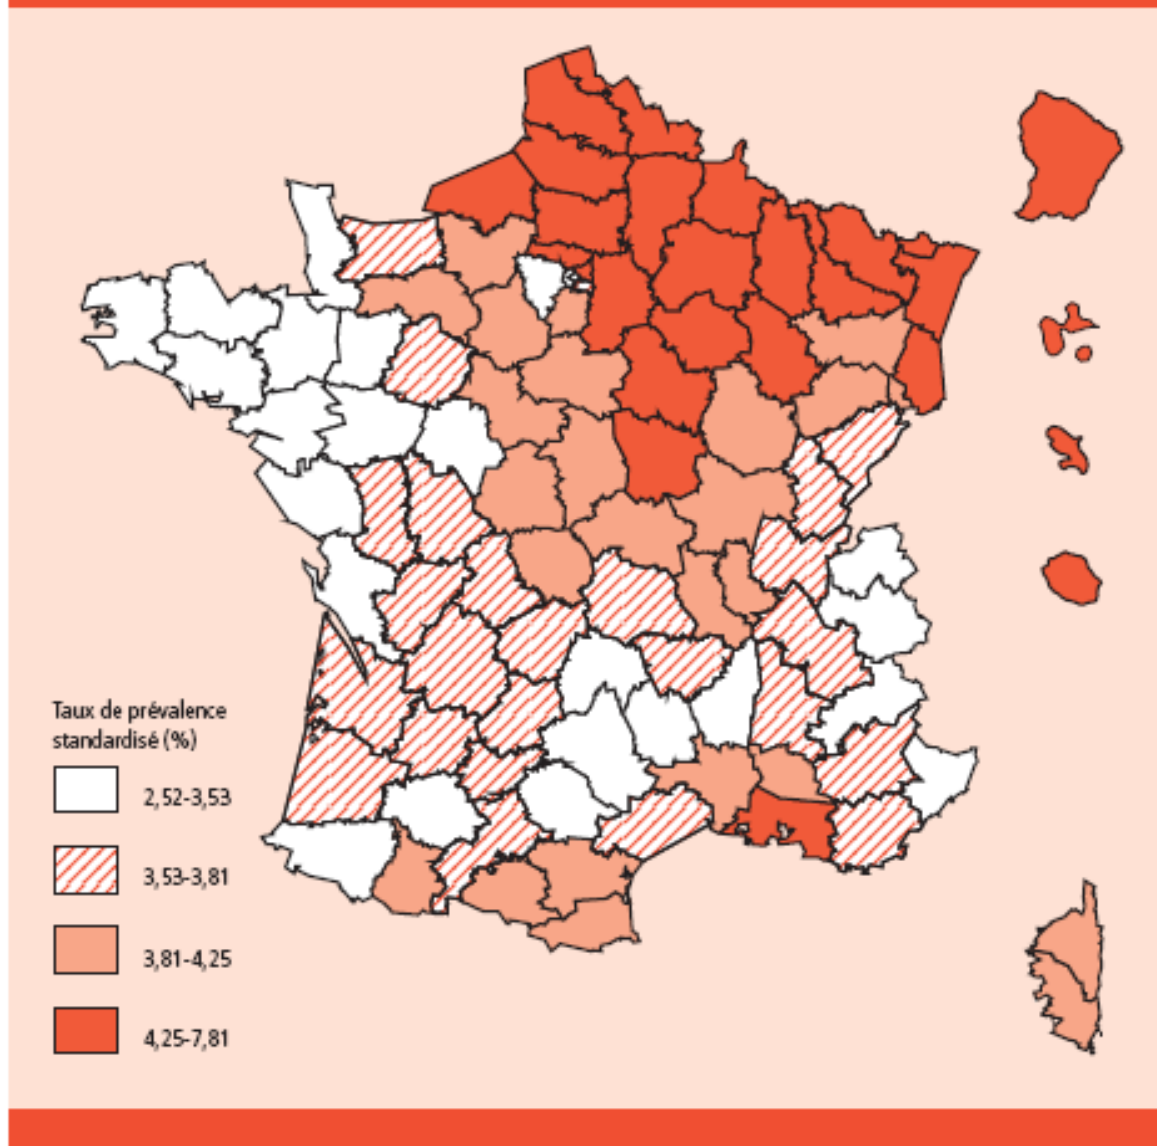 Taux de prévalence
standardisé (%)
2,52-3,53
3,53-3,81
3,81-4,25
4,25-7,81